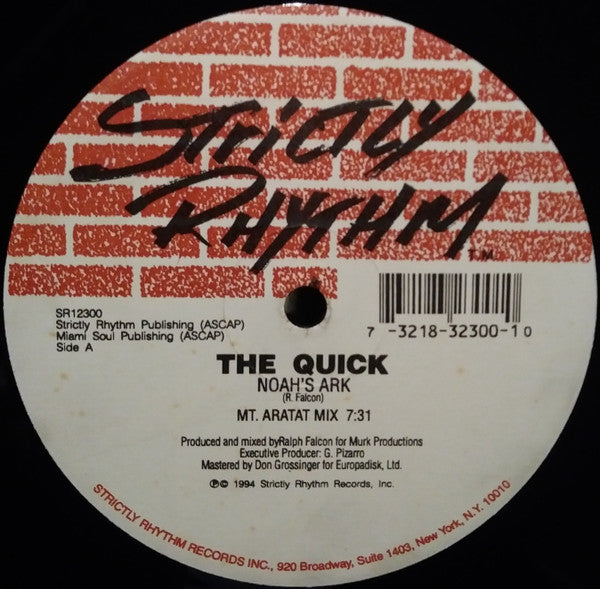 STRICTLY
RHYTHM
T.M.
SR12300
Strictly Rhythm Publishing (ASCAP)
Miami Soul Publishing (ASCAP)
Side A
7 -3218-32300-1 0
THE QUICK
NOAH'S ARK
(R. Falcon)
MT. ARATAT MIX 7:31
Produced and mixed byRalph Falcon for Murk Productions
Executive Producer: G. Pizarro
Mastered by Don Grossinger for Europadisk, Ltd.
℗© 1994 Strictly Rhythm Records, Inc.
STRICTLY RHYTHM RECORDS INC., 920 Broadway, Suite 1403, New York, N.Y. 10010